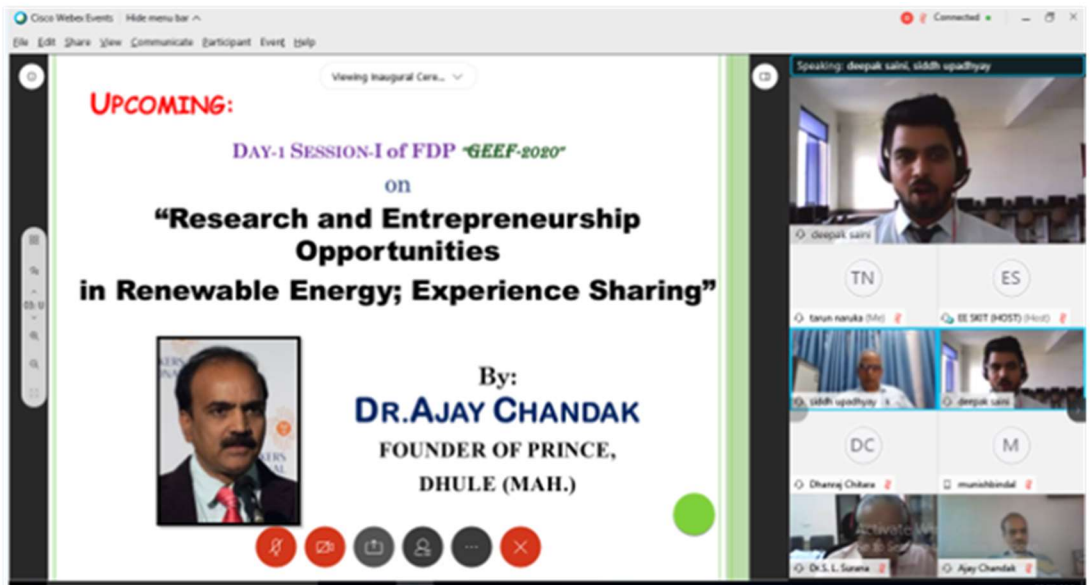 Cisco Webex Events Hide menu bar
Connected
File Edit Share View Communicate Participant Event Help
Viewing Inaugural Cere...
UPCOMING:
DAY-1 SESSION-I of FDP "GEEF-2020"
on
“Research and Entrepreneurship
Opportunities
in Renewable Energy; Experience Sharing”
By:
DR.AJAY CHANDAK
FOUNDER OF PRINCE,
DHULE (MAH.)
Speaking: deepak saini, siddh upadhyay
deepak saini
TN
ES
tarun naruka (Me)
EE SKIT (HOST) (Host)
siddh upadhyay
deepak saini
DC
M
Dhanraj Chitara
munishbindal
Activate
Dr.S. L. Surana
Ajay Chandak